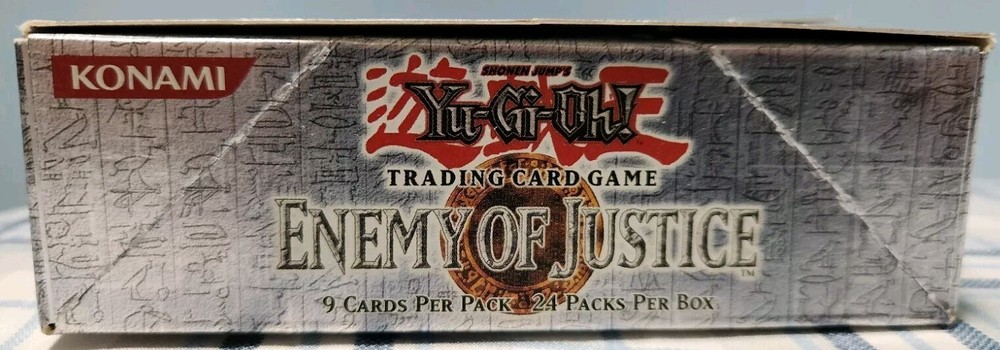 KONAMI
SHONEN JUMP'S
Yu-Gi-Oh!
TRADING CARD GAME
ENEMY OF JUSTICE™
9 CARDS PER PACK 24 PACKS PER BOX